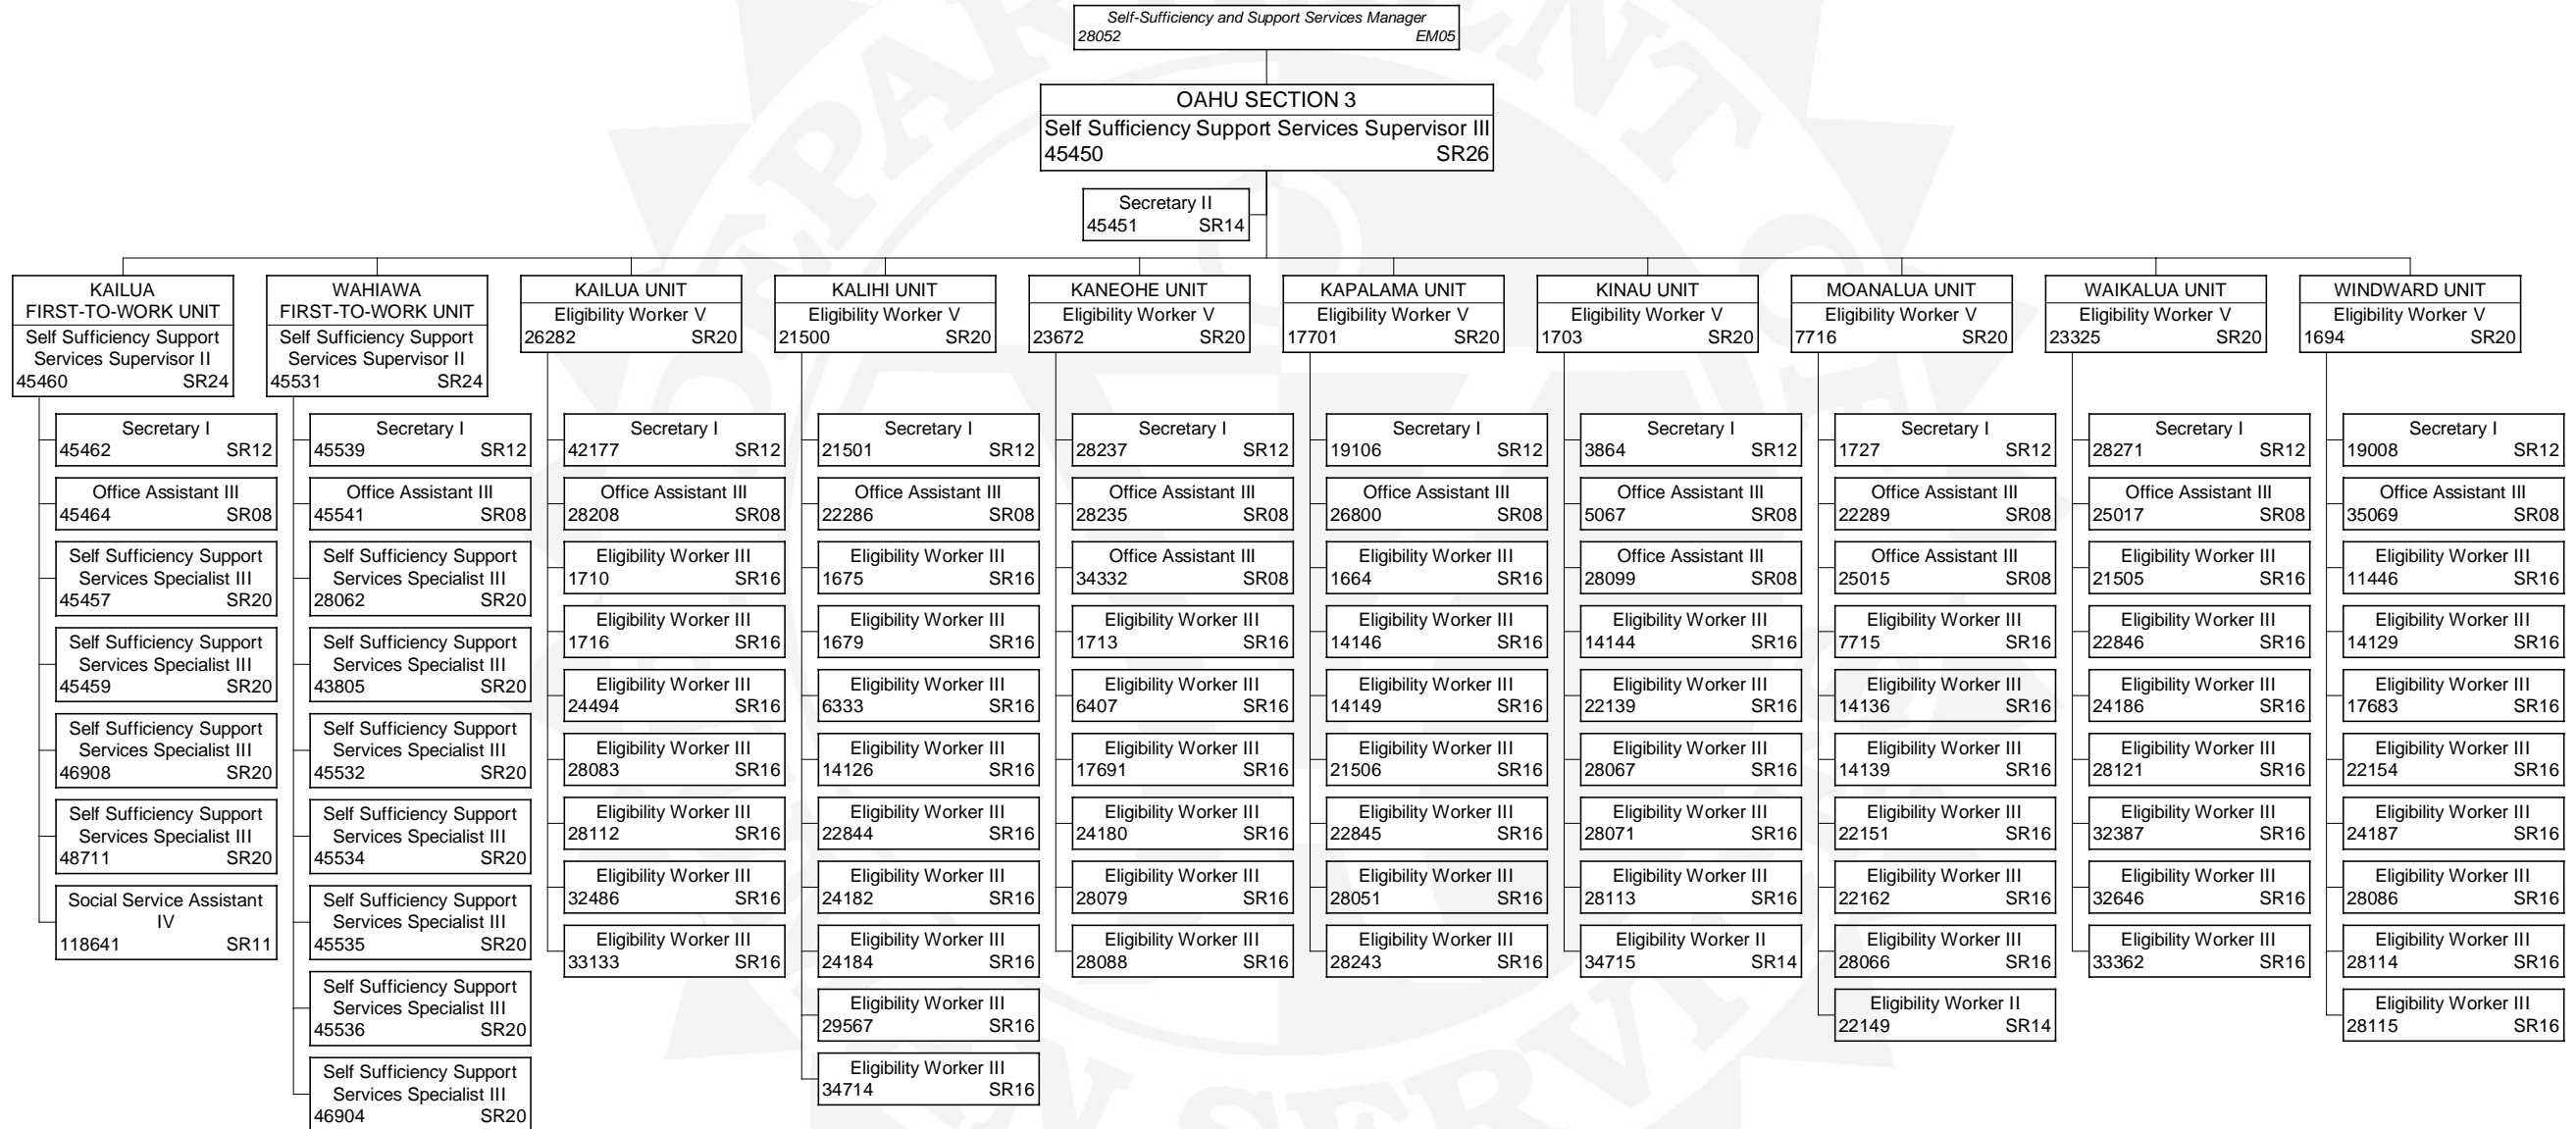 Self-Sufficiency and Support Services Manager
28052 EM05
OAHU SECTION 3
Self Sufficiency Support Services Supervisor III
45450 SR26
Secretary II
45451 SR14
KAILUA
FIRST-TO-WORK UNIT
Self Sufficiency Support
Services Supervisor II
45460 SR24
Secretary I
45462 SR12
Office Assistant III
45464 SR08
Self Sufficiency Support
Services Specialist III
45457 SR20
Self Sufficiency Support
Services Specialist III
45459 SR20
Self Sufficiency Support
Services Specialist III
46908 SR20
Self Sufficiency Support
Services Specialist III
48711 SR20
Social Service Assistant
IV
118641 SR11
WAHIAWA
FIRST-TO-WORK UNIT
Self Sufficiency Support
Services Supervisor II
45531 SR24
Secretary I
45539 SR12
Office Assistant III
45541 SR08
Self Sufficiency Support
Services Specialist III
28062 SR20
Self Sufficiency Support
Services Specialist III
43805 SR20
Self Sufficiency Support
Services Specialist III
45532 SR20
Self Sufficiency Support
Services Specialist III
45534 SR20
Self Sufficiency Support
Services Specialist III
45535 SR20
Self Sufficiency Support
Services Specialist III
45536 SR20
Self Sufficiency Support
Services Specialist III
46904 SR20
KAILUA UNIT
Eligibility Worker V
26282 SR20
Secretary I
42177 SR12
Office Assistant III
28208 SR08
Eligibility Worker III
1710 SR16
Eligibility Worker III
1716 SR16
Eligibility Worker III
24494 SR16
Eligibility Worker III
28083 SR16
Eligibility Worker III
28112 SR16
Eligibility Worker III
32486 SR16
Eligibility Worker III
33133 SR16
KALIHI UNIT
Eligibility Worker V
21500 SR20
Secretary I
21501 SR12
Office Assistant III
22286 SR08
Eligibility Worker III
1675 SR16
Eligibility Worker III
1679 SR16
Eligibility Worker III
6333 SR16
Eligibility Worker III
14126 SR16
Eligibility Worker III
22844 SR16
Eligibility Worker III
24182 SR16
Eligibility Worker III
24184 SR16
Eligibility Worker III
29567 SR16
Eligibility Worker III
34714 SR16
KANEOHE UNIT
Eligibility Worker V
23672 SR20
Secretary I
28237 SR12
Office Assistant III
28235 SR08
Office Assistant III
34332 SR08
Eligibility Worker III
1713 SR16
Eligibility Worker III
6407 SR16
Eligibility Worker III
17691 SR16
Eligibility Worker III
24180 SR16
Eligibility Worker III
28079 SR16
Eligibility Worker III
28088 SR16
KAPALAMA UNIT
Eligibility Worker V
17701 SR20
Secretary I
19106 SR12
Office Assistant III
26800 SR08
Eligibility Worker III
1664 SR16
Eligibility Worker III
14146 SR16
Eligibility Worker III
14149 SR16
Eligibility Worker III
21506 SR16
Eligibility Worker III
22845 SR16
Eligibility Worker III
28051 SR16
Eligibility Worker III
28243 SR16
KINAU UNIT
Eligibility Worker V
1703 SR20
Secretary I
3864 SR12
Office Assistant III
5067 SR08
Office Assistant III
28099 SR08
Eligibility Worker III
14144 SR16
Eligibility Worker III
22139 SR16
Eligibility Worker III
28067 SR16
Eligibility Worker III
28071 SR16
Eligibility Worker III
28113 SR16
Eligibility Worker II
34715 SR14
MOANALUA UNIT
Eligibility Worker V
7716 SR20
Secretary I
1727 SR12
Office Assistant III
22289 SR08
Office Assistant III
25015 SR08
Eligibility Worker III
7715 SR16
Eligibility Worker III
14136 SR16
Eligibility Worker III
14139 SR16
Eligibility Worker III
22151 SR16
Eligibility Worker III
22162 SR16
Eligibility Worker III
28066 SR16
Eligibility Worker II
22149 SR14
WAIKALUA UNIT
Eligibility Worker V
23325 SR20
Secretary I
28271 SR12
Office Assistant III
25017 SR08
Eligibility Worker III
21505 SR16
Eligibility Worker III
22846 SR16
Eligibility Worker III
24186 SR16
Eligibility Worker III
28121 SR16
Eligibility Worker III
32387 SR16
Eligibility Worker III
32646 SR16
Eligibility Worker III
33362 SR16
WINDWARD UNIT
Eligibility Worker V
1694 SR20
Secretary I
19008 SR12
Office Assistant III
35069 SR08
Eligibility Worker III
11446 SR16
Eligibility Worker III
14129 SR16
Eligibility Worker III
17683 SR16
Eligibility Worker III
22154 SR16
Eligibility Worker III
24187 SR16
Eligibility Worker III
28086 SR16
Eligibility Worker III
28114 SR16
Eligibility Worker III
28115 SR16